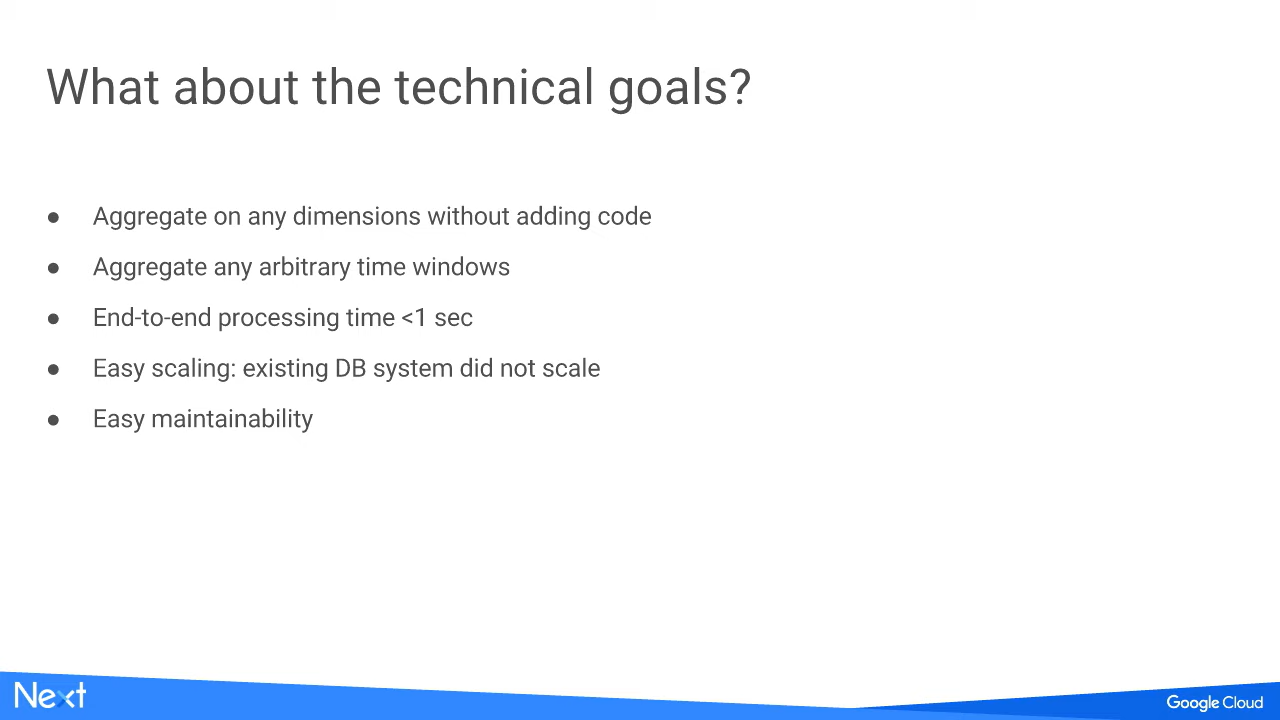 What about the technical goals?
● Aggregate on any dimensions without adding code
● Aggregate any arbitrary time windows
● End-to-end processing time <1 sec
● Easy scaling: existing DB system did not scale
● Easy maintainability
Next
Google Cloud